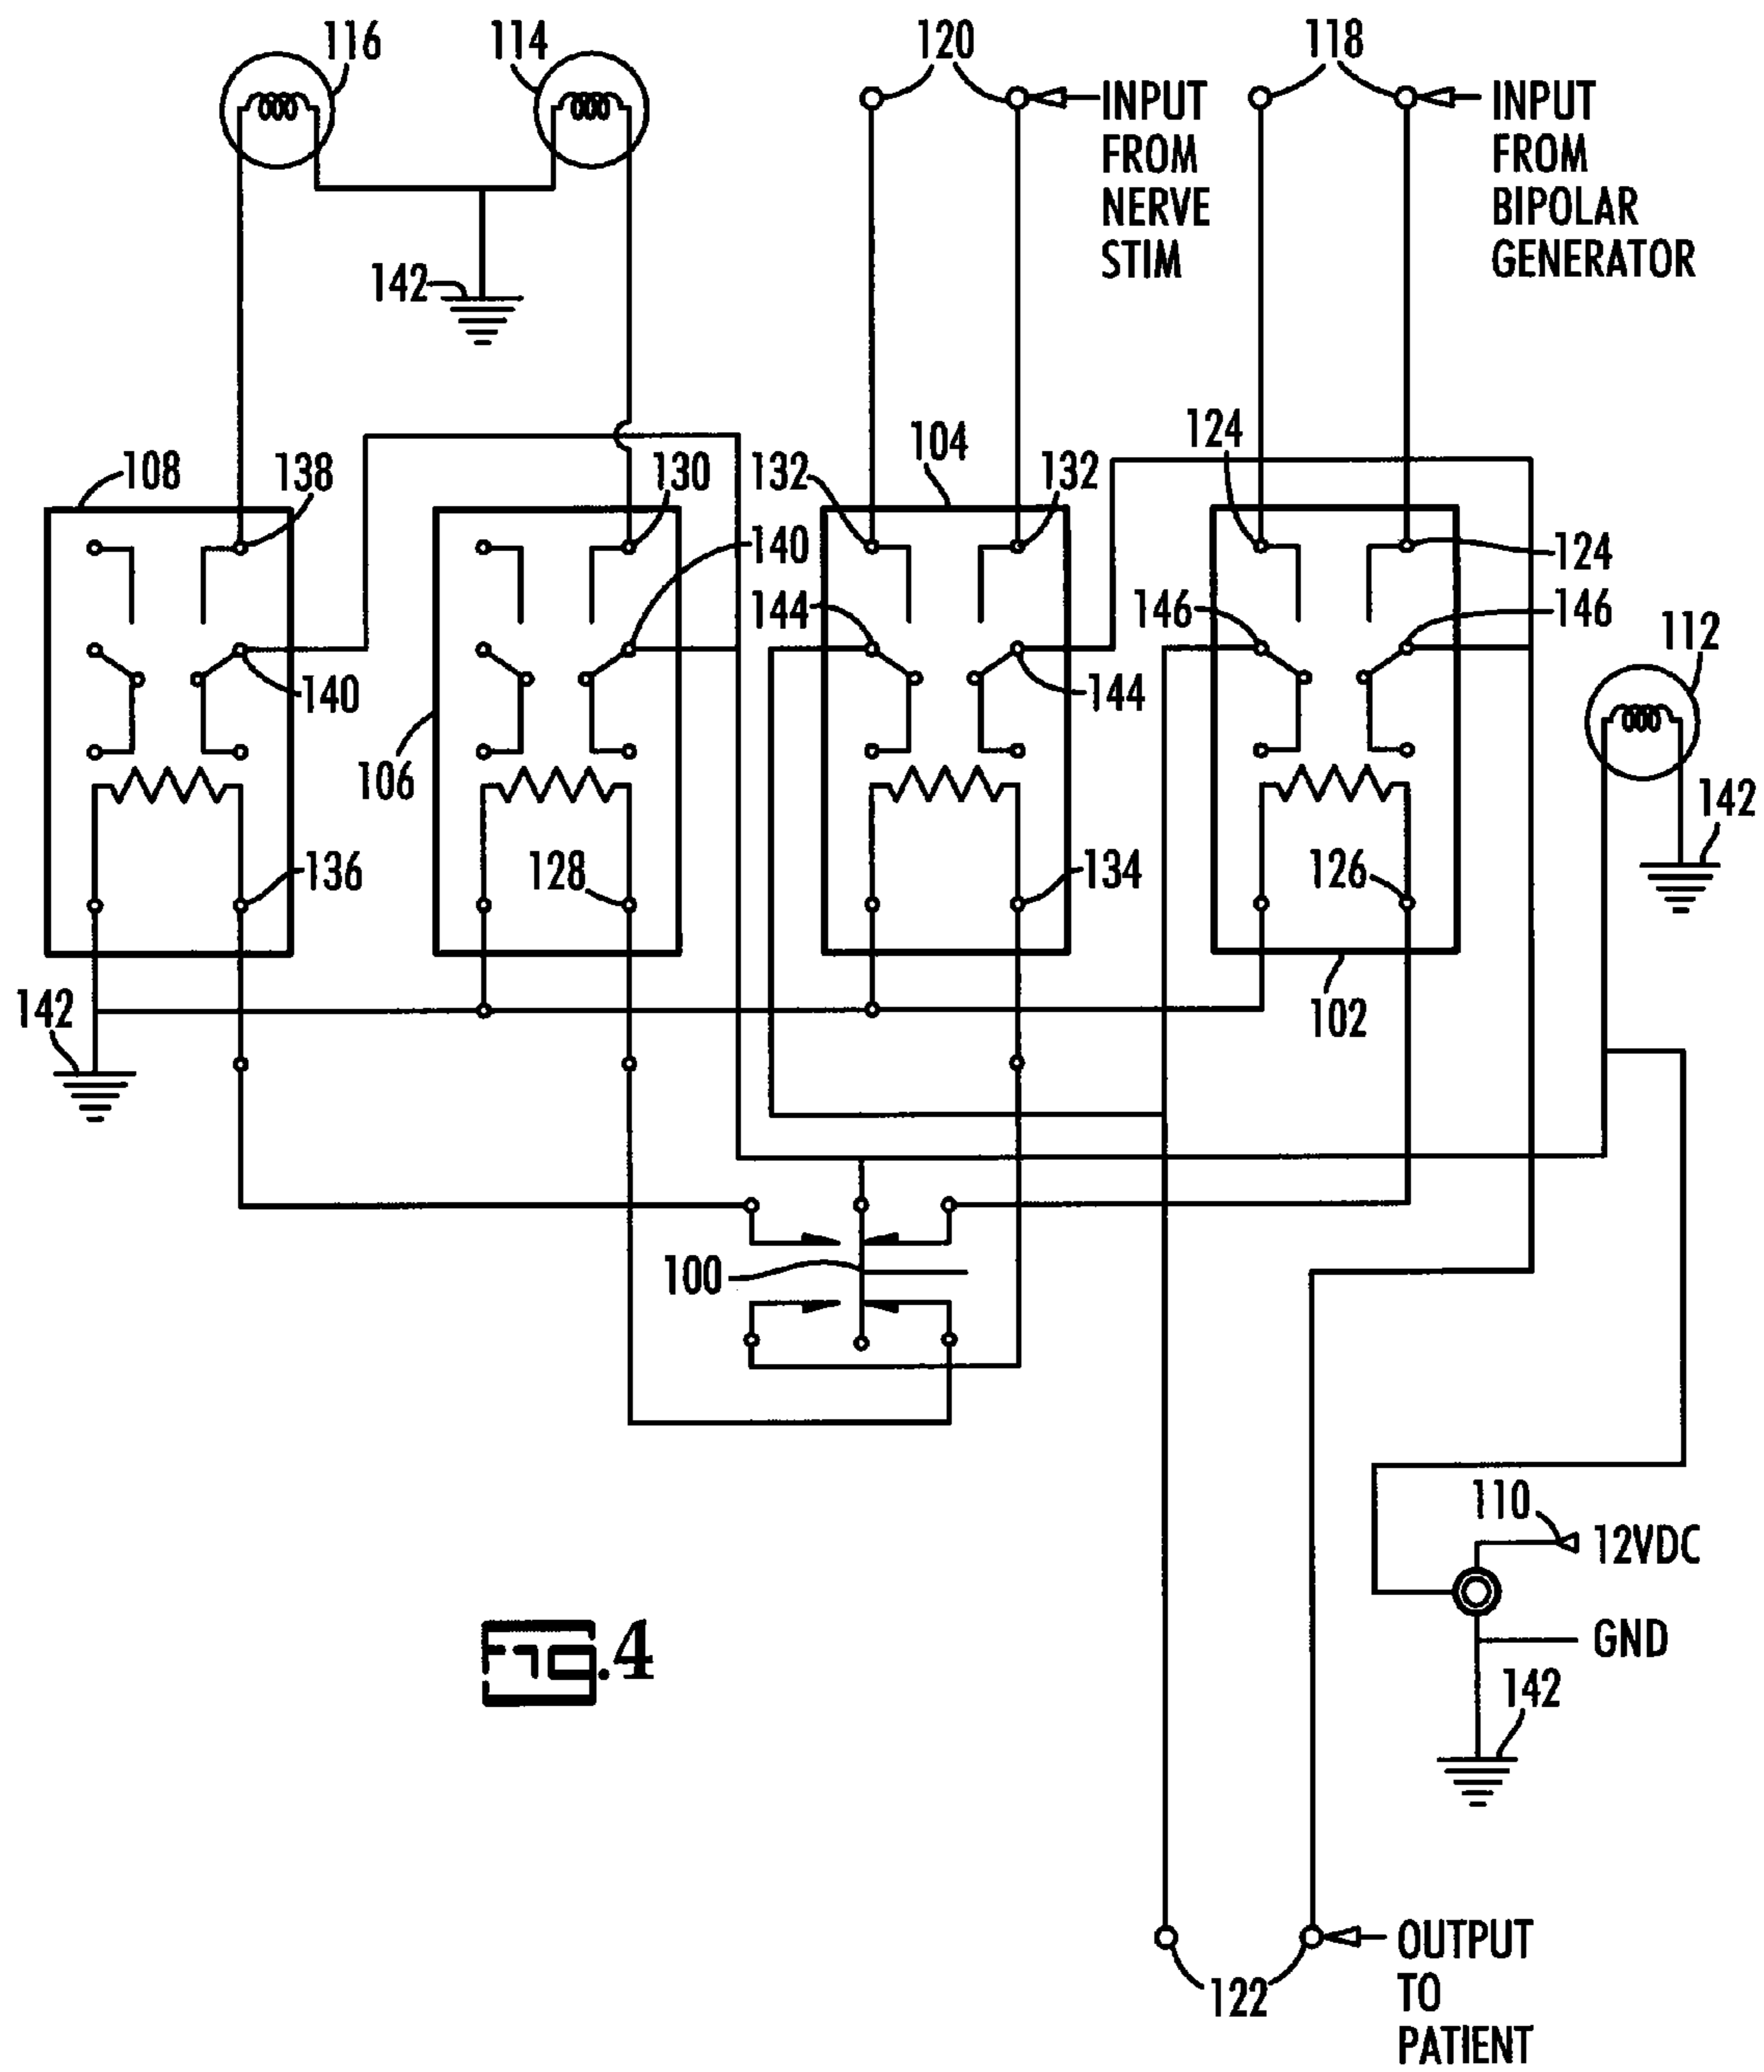 116
114
120
118
INPUT
FROM
NERVE
STIM
INPUT
FROM
BIPOLAR
GENERATOR
142
124
104
108
138
130
132
132
140
124
144
146
146
112
140
144
106
142
136
128
134
126
142
102
100
110
12VDC
GND
FIG.4
142
122
OUTPUT
TO
PATIENT